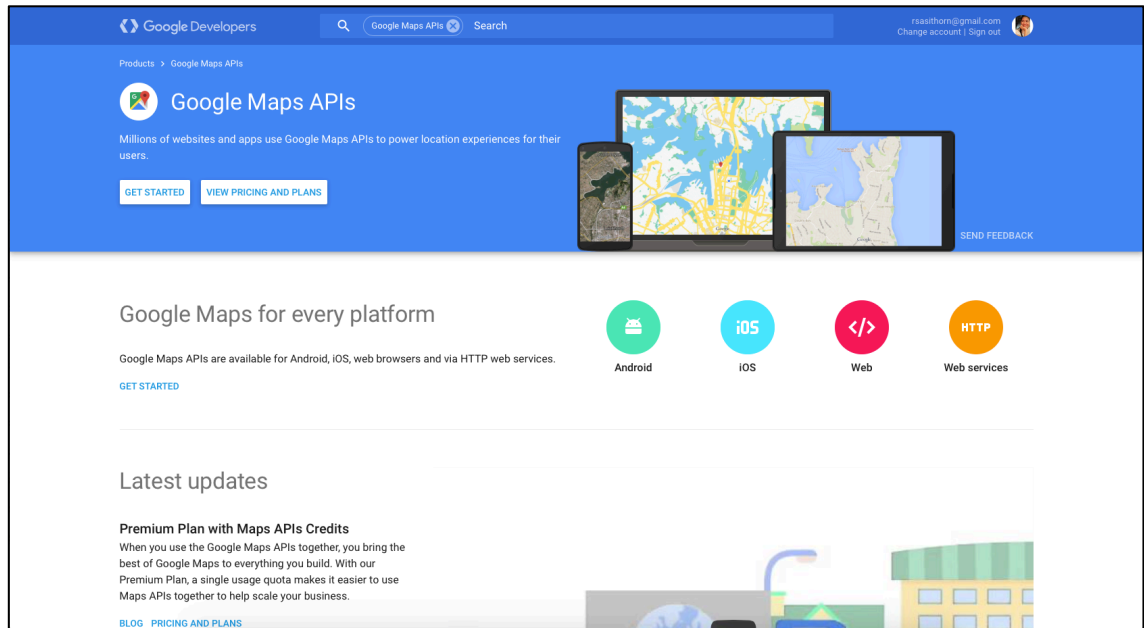 Google Developers
Google Maps APIs Search
rsasithorn@gmail.com
Change account | Sign out
Products > Google Maps APIs
Google Maps APIs
Millions of websites and apps use Google Maps APIs to power location experiences for their
users.
GET STARTED VIEW PRICING AND PLANS
Google
SEND FEEDBACK
Google Maps for every platform
Google Maps APIs are available for Android, iOS, web browsers and via HTTP web services.
GET STARTED
iOS </> HTTP
Android iOS Web Web services
Latest updates
Premium Plan with Maps APIs Credits
When you use the Google Maps APIs together, you bring the
best of Google Maps to everything you build. With our
Premium Plan, a single usage quota makes it easier to use
Maps APIs together to help scale your business.
BLOG PRICING AND PLANS